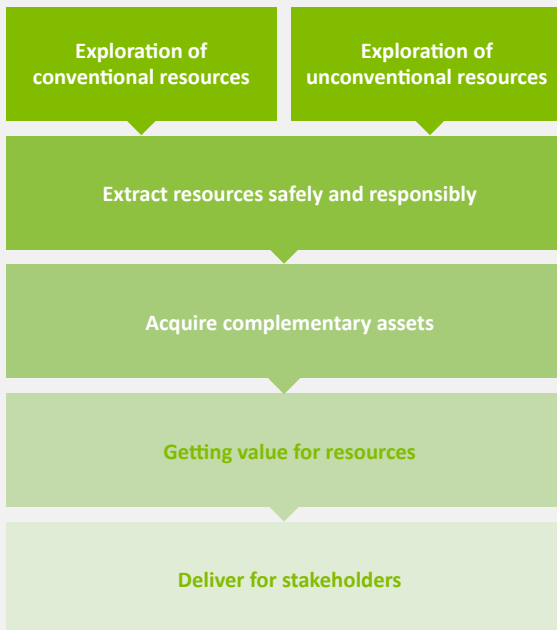 Exploration of
conventional resources
Exploration of
unconventional resources
Extract resources safely and responsibly
Acquire complementary assets
Getting value for resources
Deliver for stakeholders